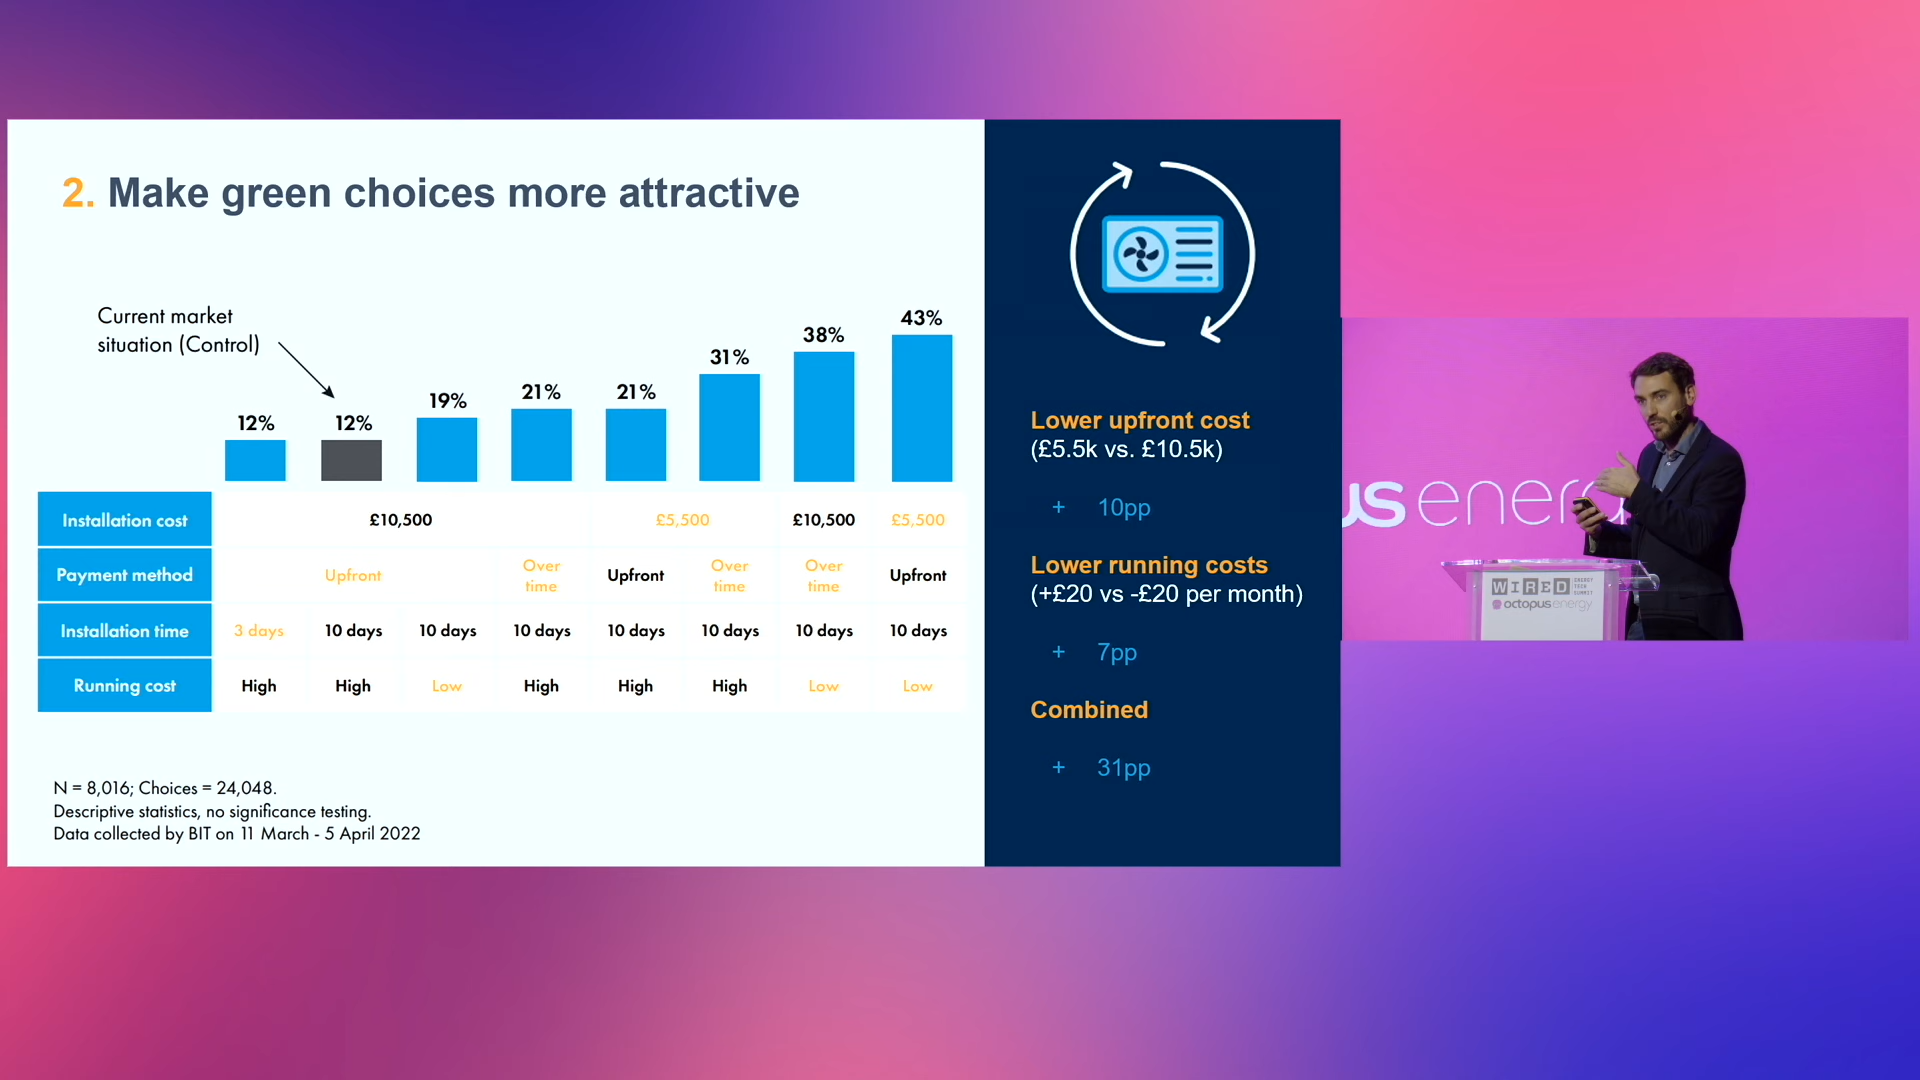 2. Make green choices more attractive
Current market
situation (Control)
12%
12%
19%
21%
21%
31%
38%
43%
Installation cost
£10,500
£5,500
£10,500
£5,500
Payment method
Upfront
Over
time
Upfront
Over
time
Over
time
Upfront
Installation time
3 days
10 days
10 days
10 days
10 days
10 days
10 days
10 days
Running cost
High
High
Low
High
High
High
Low
Low
N = 8,016; Choices = 24,048.
Descriptive statistics, no significance testing.
Data collected by BIT on 11 March - 5 April 2022
Lower upfront cost
(£5.5k vs. £10.5k)
+ 10pp
Lower running costs
(+£20 vs -£20 per month)
+ 7pp
Combined
+ 31pp
us energ
WIRED
ENERGY
TECH
SUMMIT
octopus energy